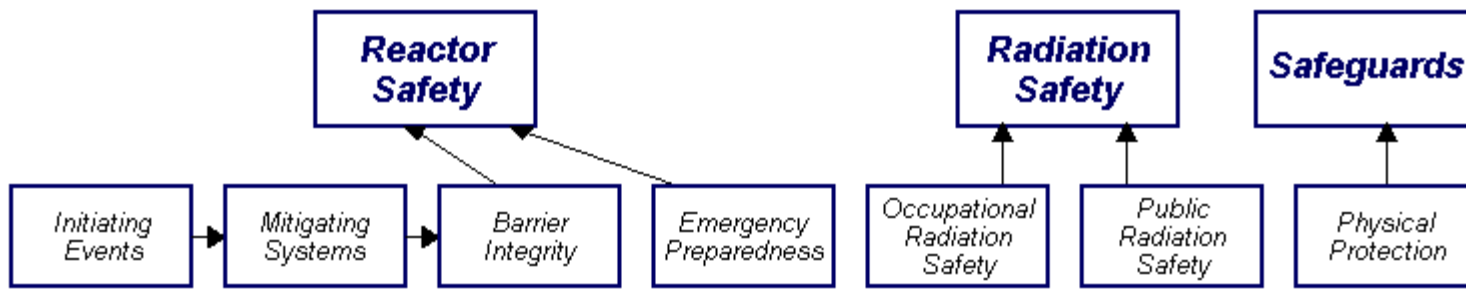 Reactor
Safety
Radiation
Safety
Safeguards
Initiating
Events
Mitigating
Systems
Barrier
Integrity
Emergency
Preparedness
Occupational
Radiation
Safety
Public
Radiation
Safety
Physical
Protection